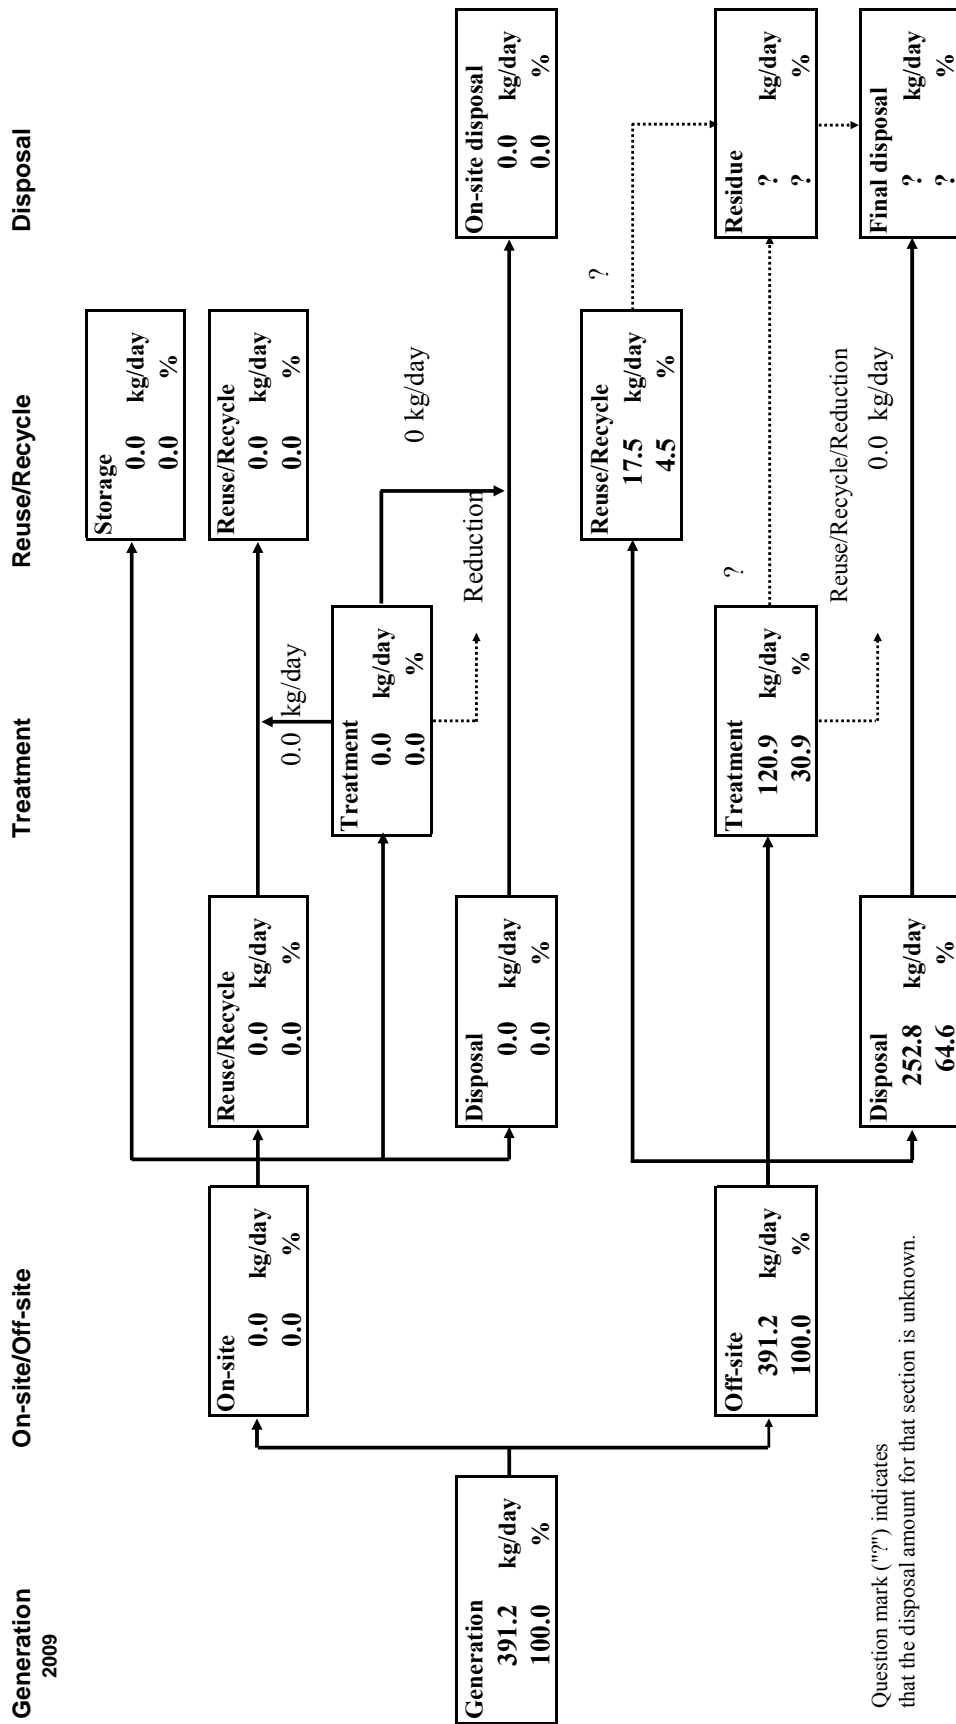 Generation
2009
On-site/Off-site
Treatment
Reuse/Recycle
Disposal
Generation
391.2 kg/day
100.0 %
On-site
0.0 kg/day
0.0 %
Off-site
391.2 kg/day
100.0 %
Reuse/Recycle
0.0 kg/day
0.0 %
Disposal
0.0 kg/day
0.0 %
Disposal
252.8 kg/day
64.6 %
0.0 kg/day
Treatment
0.0 kg/day
0.0 %
Reduction
Treatment
120.9 kg/day
30.9 %
?
Reuse/Recycle/Reduction
0.0 kg/day
Storage
0.0 kg/day
0.0 %
Reuse/Recycle
0.0 kg/day
0.0 %
0 kg/day
Reuse/Recycle
17.5 kg/day
4.5 %
?
On-site disposal
0.0 kg/day
0.0 %
Residue
? kg/day
? %
Final disposal
? kg/day
? %
Question mark ("?") indicates
that the disposal amount for that section is unknown.